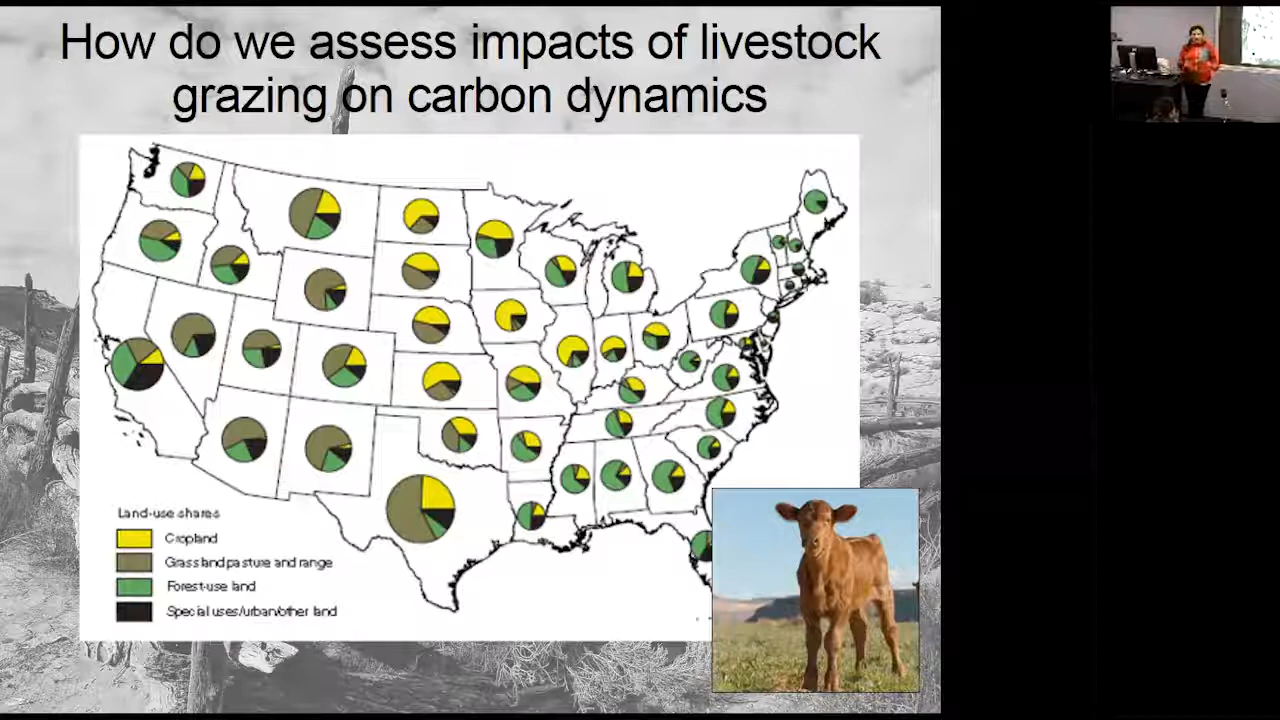 How do we assess impacts of livestock
grazing on carbon dynamics
Land-use shares
Cropland
Grassland pasture and range
Forest-use land
Special uses/urban/other land